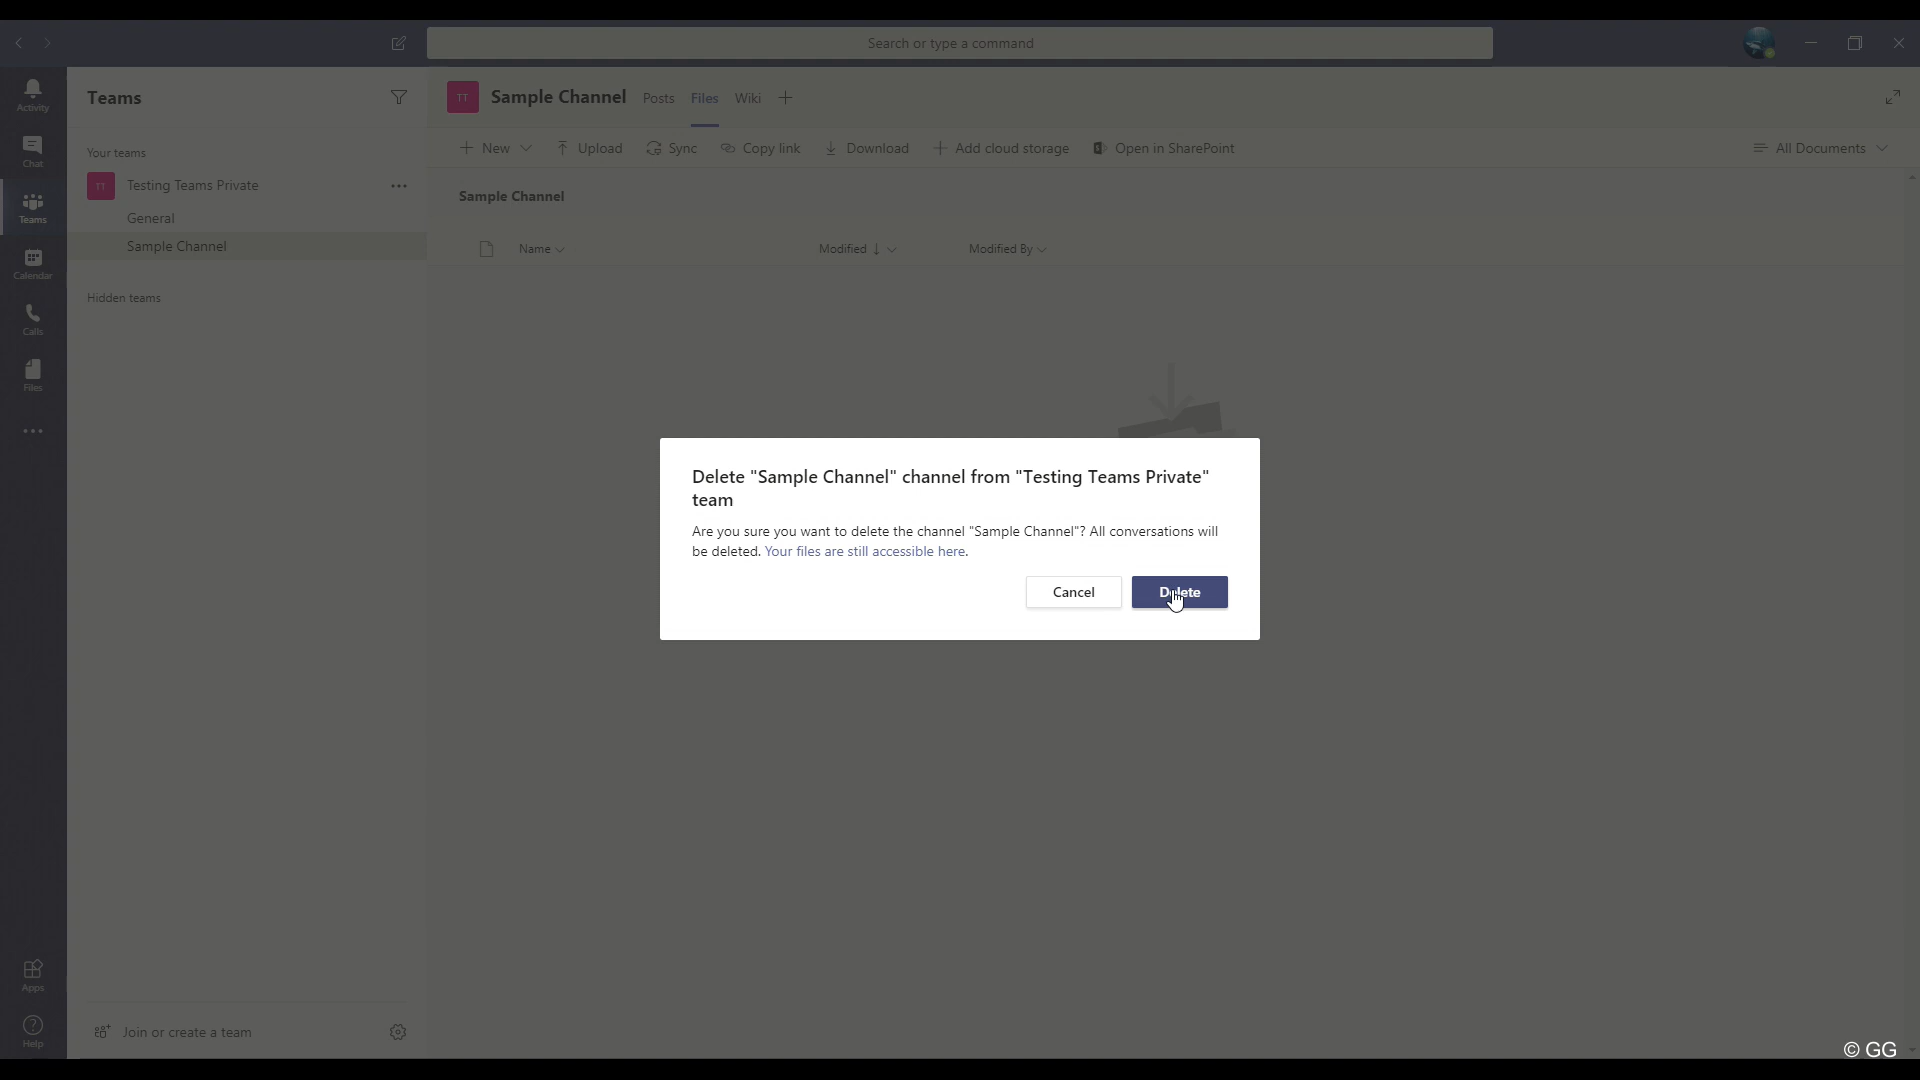 Search or type a command
Activity
Chat
Teams
Calendar
Calls
Files
Apps
Help
Teams
Your teams
TT Testing Teams Private
General
Sample Channel
Hidden teams
Join or create a team
TT Sample Channel Posts Files Wiki
New Upload Sync Copy link Download Add cloud storage Open in SharePoint All Documents
Sample Channel
Name Modified Modified By
Delete "Sample Channel" channel from "Testing Teams Private"
team
Are you sure you want to delete the channel "Sample Channel"? All conversations will
be deleted. Your files are still accessible here.
Cancel Delete
© GG